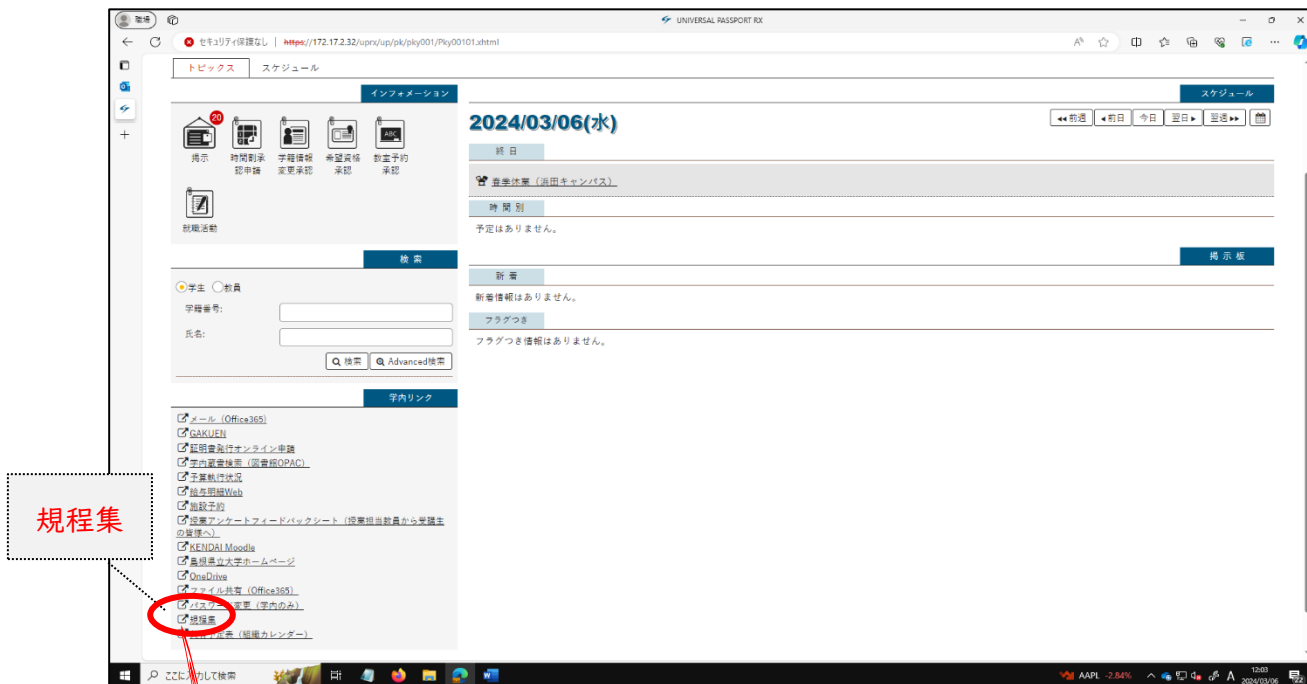 職場
UNIVERSAL PASSPORT RX
セキュリティ保護なし | https://172.17.2.32/uprx/up/pk/pky001/Pky00101.xhtml
トピックス スケジュール
インフォメーション
スケジュール
20
掲示
時間割承認申請
学籍情報変更承認
希望資格承認
ABC
教室予約承認
就職活動
2024/03/06(水)
前週 前日 今日 翌日 翌週
終日
春季休業（浜田キャンパス）
時間別
予定はありません。
掲示板
新着
新着情報はありません。
フラグつき
フラグつき情報はありません。
検索
学生 教員
学籍番号:
氏名:
検索 Advanced検索
学内リンク
メール（Office365）
GAKUEN
証明書発行オンライン申請
学内蔵書検索（図書館OPAC）
予算執行状況
給与明細Web
施設予約
授業アンケートフィードバックシート（授業担当教員から受講生
の皆様へ）
KENDAI Moodle
島根県立大学ホームページ
OneDrive
ファイル共有（Office365）
パスワード変更（学内のみ）
規程集
定表（組織カレンダー）
規程集
ここに入力して検索
AAPL -2.84%
A
12:03
2024/03/06
22